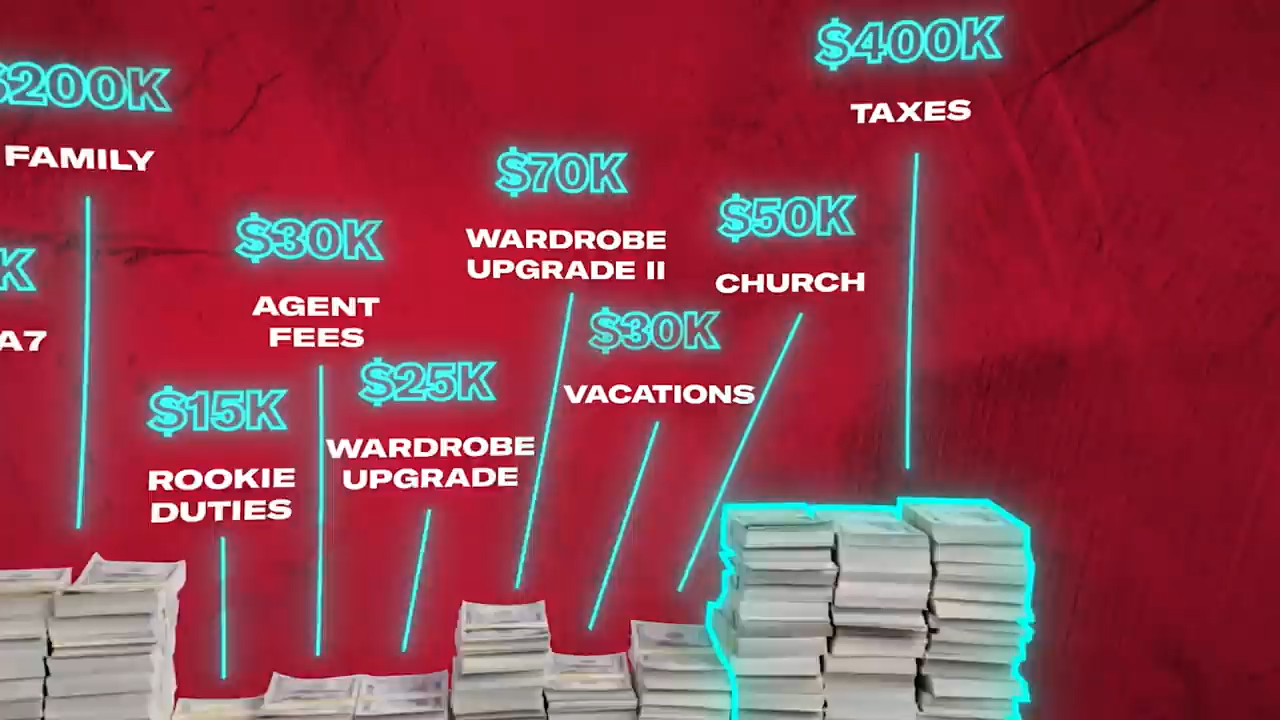 $200K
FAMILY
K
A7
$15K
ROOKIE
DUTIES
$30K
AGENT
FEES
$25K
WARDROBE
UPGRADE
$70K
WARDROBE
UPGRADE II
$30K
VACATIONS
$50K
CHURCH
$400K
TAXES